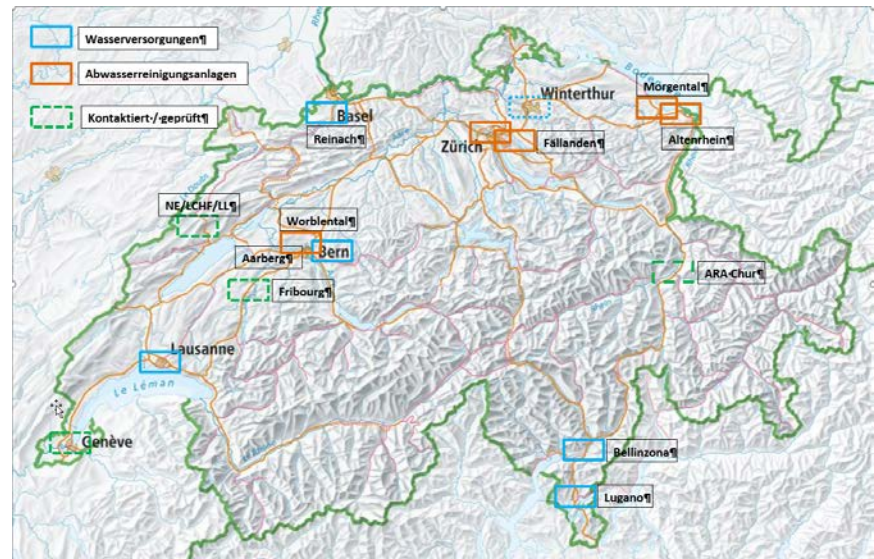 Wasserversorgungen¶
Abwasserreinigungsanlagen
Kontaktiert·/·geprüft¶
Winterthur
Morgental¶
Basel
Reinach¶
Zürich
Fällanden¶
Altenrhein¶
NE/LCHF/LL¶
Worblental¶
Aarberg¶
Bern
Fribourg¶
ARA·Chur¶
Lausanne
Le Léman
Genève
Bellinzona¶
Lugano¶